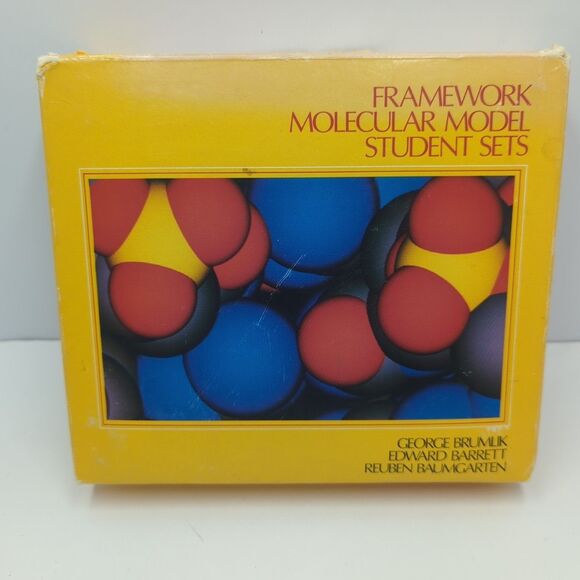 FRAMEWORK
MOLECULAR MODEL
STUDENT SETS
GEORGE BRUMLIK
EDWARD BARRETT
REUBEN BAUMGARTEN